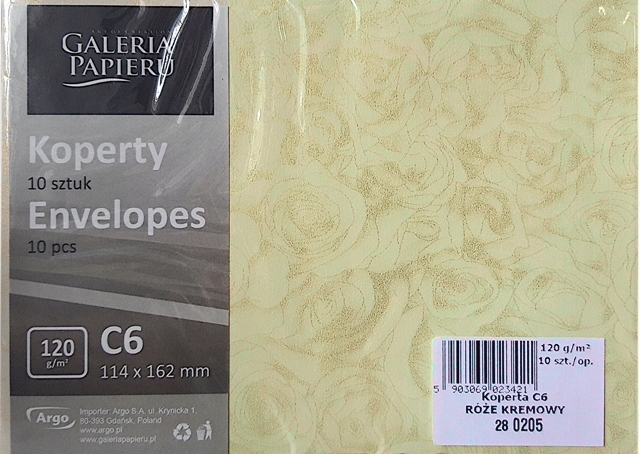 GALERIA
PAPIERU
Koperty
10 sztuk
Envelopes
10 pcs
120
g/m²
C6
114 x 162 mm
Argo
Importer: Argo S.A. ul. Krynicka 1,
80-393 Gdańsk, Poland
www.argo.pl
www.galeriapapieru.pl
120 g/m²
10 szt./op.
5 903069 023421
Koperta C6
RÓŻE KREMOWY
28 0205